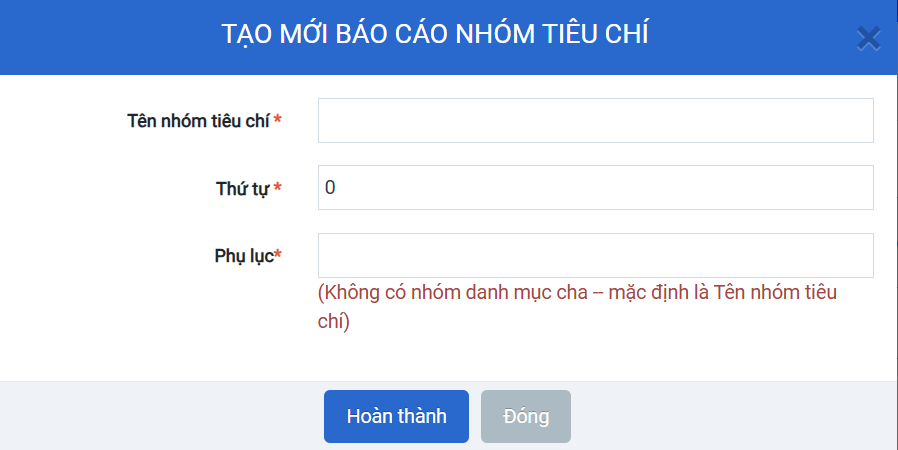 TẠO MỚI BÁO CÁO NHÓM TIÊU CHÍ
Tên nhóm tiêu chí *
Thứ tự *
0
Phụ lục*
(Không có nhóm danh mục cha -- mặc định là Tên nhóm tiêu
chí)
Hoàn thành
Đóng